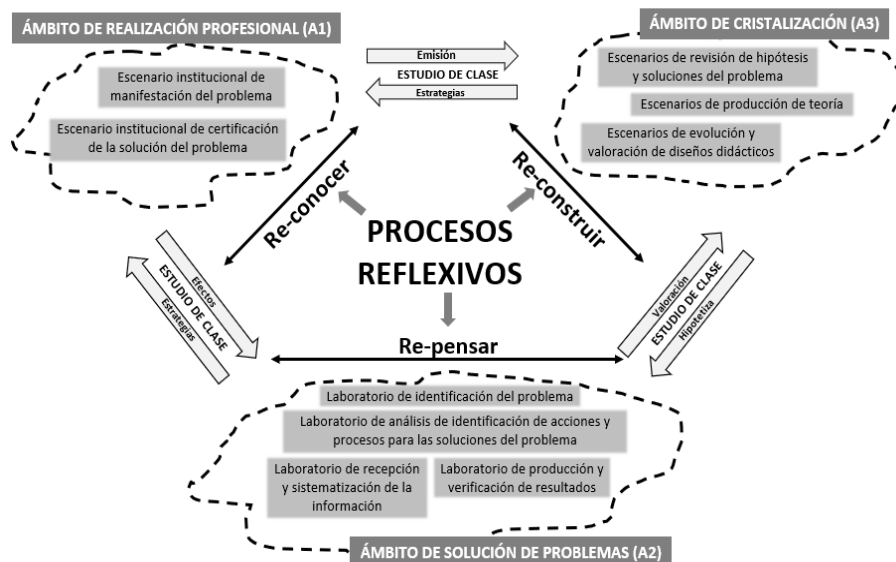 ÁMBITO DE REALIZACIÓN PROFESIONAL (A1)
Escenario institucional de
manifestación del problema
Escenario institucional de certificación
de la solución del problema
Emisión
ESTUDIO DE CLASE
Estrategias
ÁMBITO DE CRISTALIZACIÓN (A3)
Escenarios de revisión de hipótesis
y soluciones del problema
Escenarios de producción de teoría
Escenarios de evolución y
valoración de diseños didácticos
Re-conocer
Re-construir
PROCESOS
REFLEXIVOS
Re-pensar
Efectos
ESTUDIO DE CLASE
Estrategias
Valoración
ESTUDIO DE CLASE
Hipotetiza
Laboratorio de identificación del problema
Laboratorio de análisis de identificación de acciones y
procesos para las soluciones del problema
Laboratorio de recepción
y sistematización de la
información
Laboratorio de producción y
verificación de resultados
ÁMBITO DE SOLUCIÓN DE PROBLEMAS (A2)